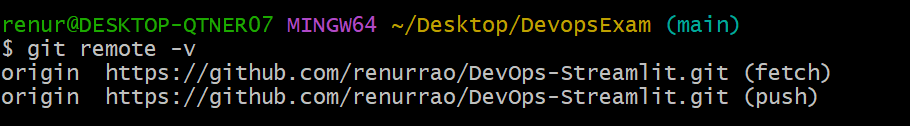 renur@DESKTOP-QTNER07 MINGW64 ~/Desktop/DevopsExam (main)
$ git remote -v
origin  https://github.com/renurrao/DevOps-Streamlit.git (fetch)
origin  https://github.com/renurrao/DevOps-Streamlit.git (push)